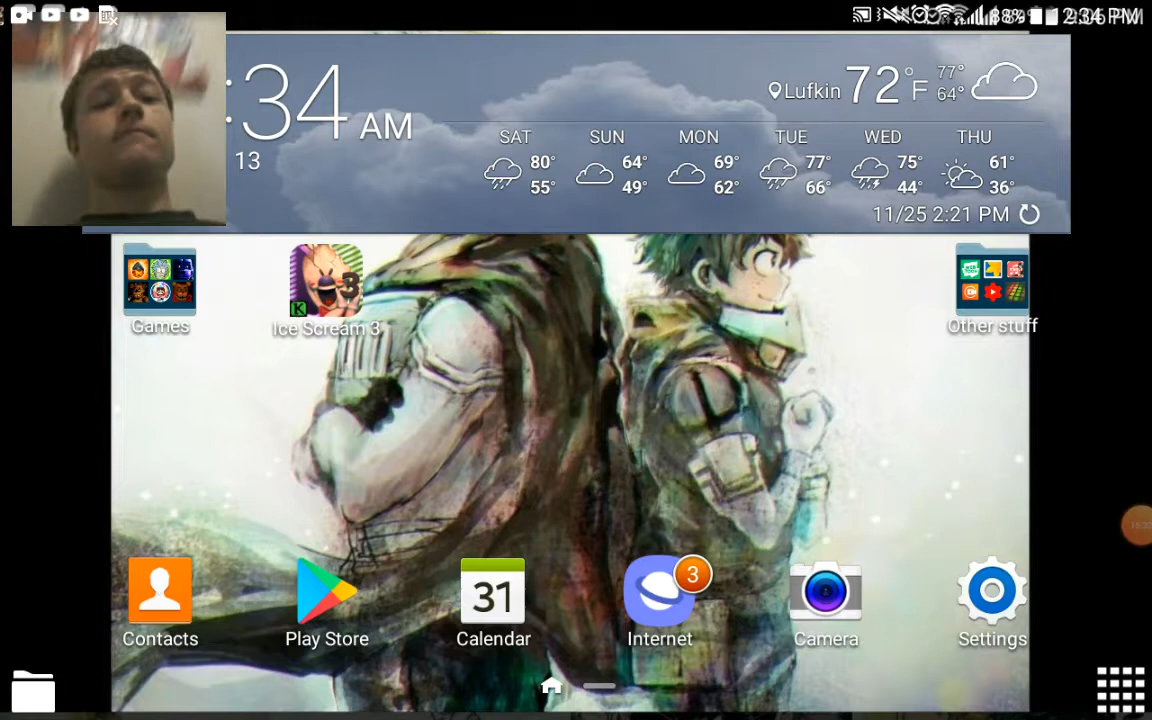 2:34 PM
:34 AM
13
Lufkin 72°F 77° 64°
SAT SUN MON TUE WED THU
80° 64° 69° 77° 75° 61°
55° 49° 62° 66° 44° 36°
11/25 2:21 PM
Games
Ice Scream 3
Other stuff
3
K
31
3
Contacts
Play Store
Calendar
Internet
Camera
Settings